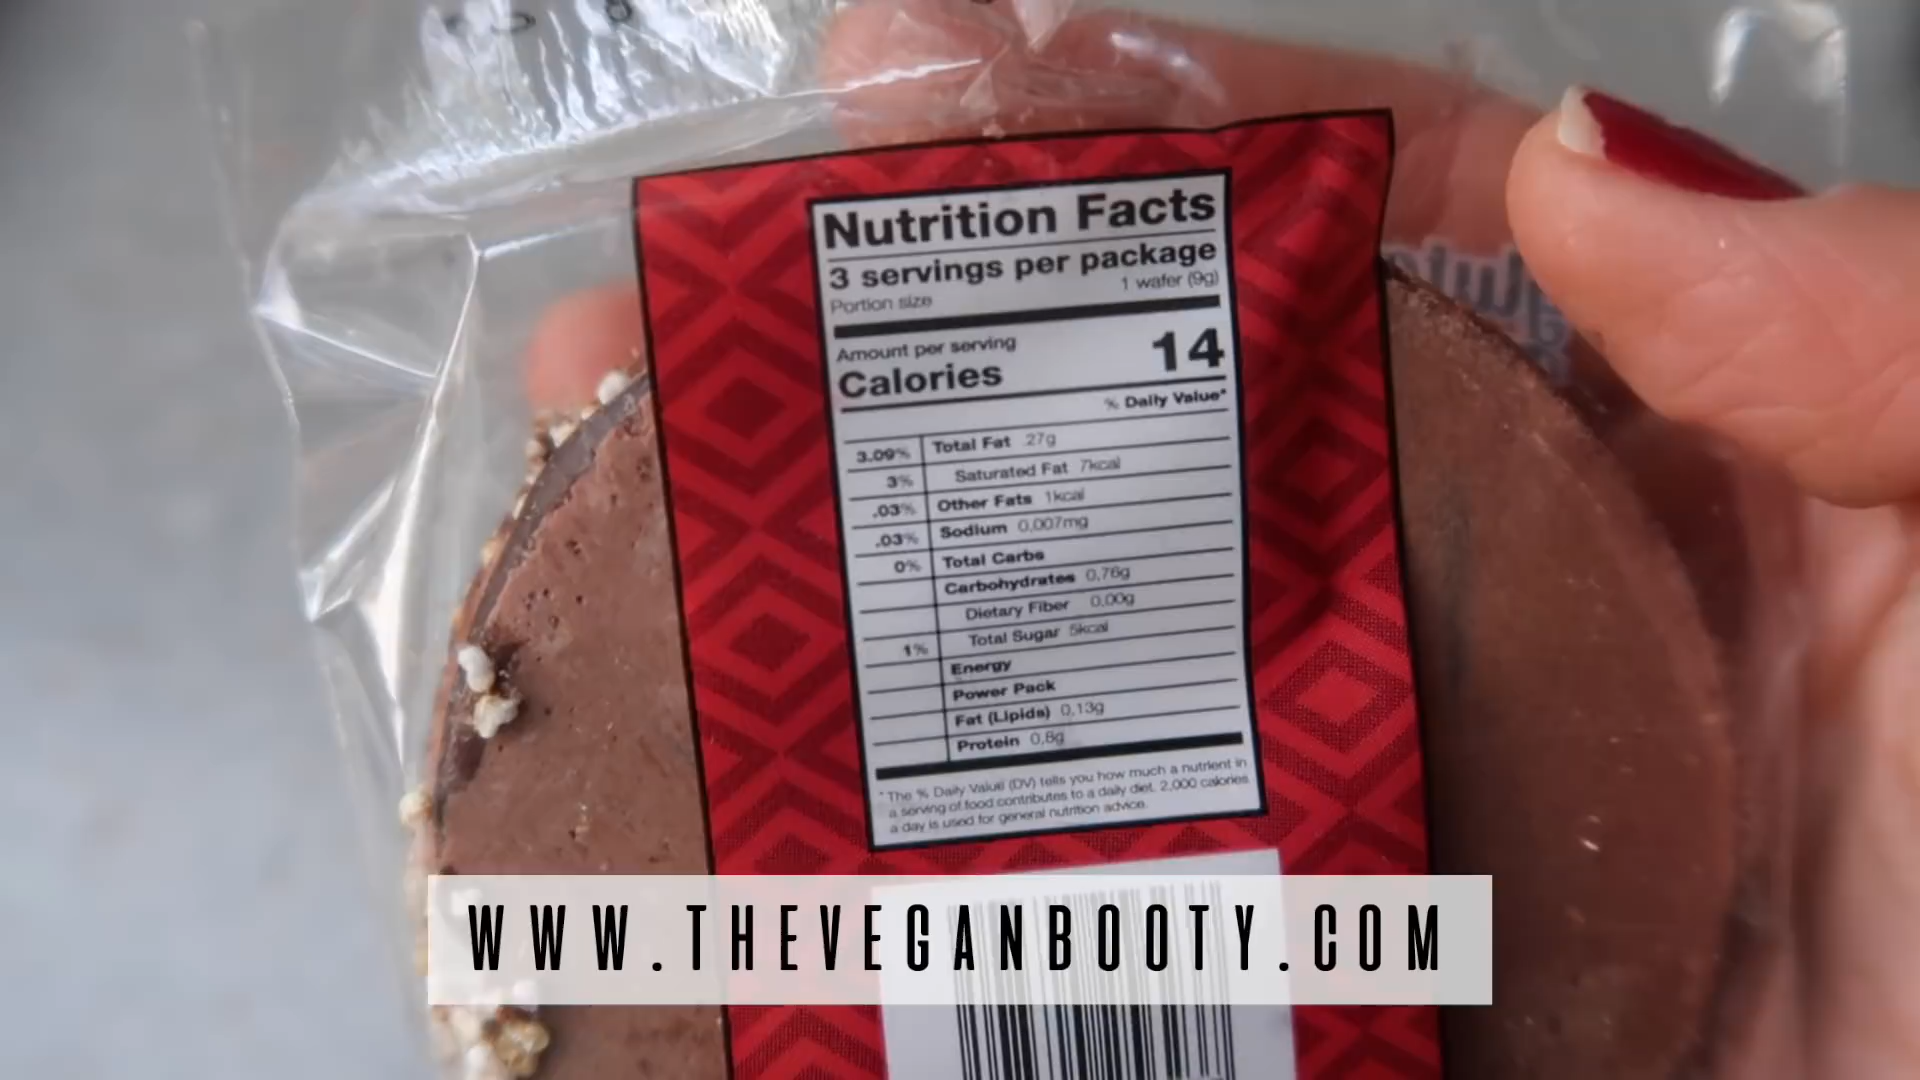 Nutrition Facts
3 servings per package
Portion size 1 wafer (9g)
Amount per serving
Calories 14
% Daily Value*
3.09% Total Fat .27g
3% Saturated Fat 7kcal
.03% Other Fats 1kcal
.03% Sodium 0,007mg
0% Total Carbs
Carbohydrates 0,76g
Dietary Fiber 0,00g
1% Total Sugar 5kcal
Energy
Power Pack
Fat (Lipids) 0,13g
Protein 0,8g
* The % Daily Value (DV) tells you how much a nutrient in
a serving of food contributes to a daily diet. 2,000 calories
a day is used for general nutrition advice.
WWW.THEVEGANBOOTY.COM